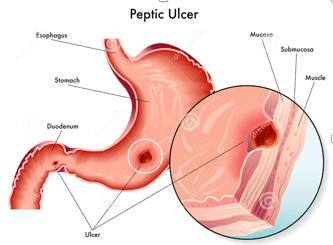 Peptic Ulcer
Esophagus
Stomach
Duodenum
Ulcer
Mucosa
Submucosa
Muscle